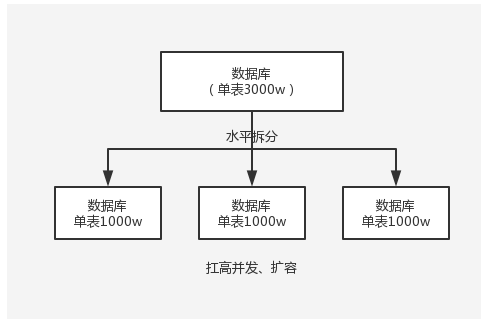 数据库
（单表3000w）
水平拆分
数据库
单表1000w
数据库
单表1000w
数据库
单表1000w
扛高并发、扩容